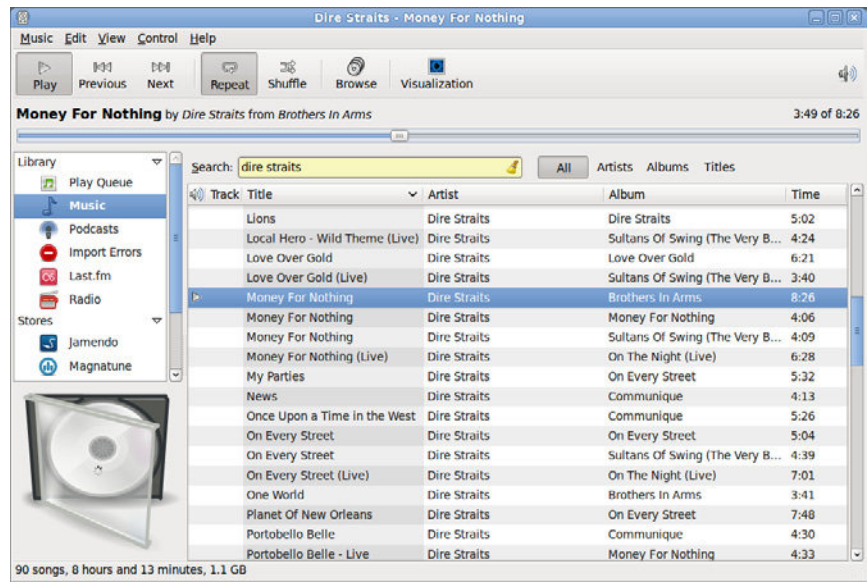 Dire Straits - Money For Nothing
Music Edit View Control Help
Play Previous Next Repeat Shuffle Browse Visualization
Money For Nothing by Dire Straits from Brothers In Arms 3:49 of 8:26
Library
Play Queue
Music
Podcasts
Import Errors
Last.fm
Radio
Stores
Jamendo
Magnatune
Search: dire straits All Artists Albums Titles
Track Title Artist Album Time
Lions Dire Straits Dire Straits 5:02
Local Hero - Wild Theme (Live) Dire Straits Sultans Of Swing (The Very B... 4:24
Love Over Gold Dire Straits Love Over Gold 6:21
Love Over Gold (Live) Dire Straits Sultans Of Swing (The Very B... 3:40
Money For Nothing Dire Straits Brothers In Arms 8:26
Money For Nothing Dire Straits Money For Nothing 4:06
Money For Nothing Dire Straits Sultans Of Swing (The Very B... 4:09
Money For Nothing (Live) Dire Straits On The Night (Live) 6:28
My Parties Dire Straits On Every Street 5:32
News Dire Straits Communique 4:13
Once Upon a Time in the West Dire Straits Communique 5:26
On Every Street Dire Straits On Every Street 5:04
On Every Street Dire Straits Sultans Of Swing (The Very B... 4:39
On Every Street (Live) Dire Straits On The Night (Live) 7:01
One World Dire Straits Brothers In Arms 3:41
Planet Of New Orleans Dire Straits On Every Street 7:48
Portobello Belle Dire Straits Communique 4:30
Portobello Belle - Live Dire Straits Money For Nothing 4:33
90 songs, 8 hours and 13 minutes, 1.1 GB